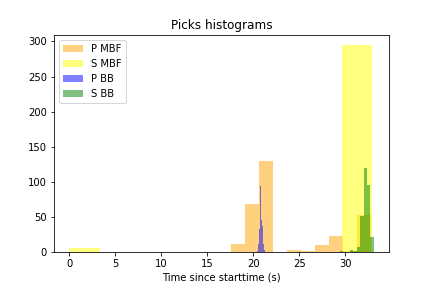 Picks histograms
300
250
200
150
100
50
0
P MBF
S MBF
P BB
S BB
0 5 10 15 20 25 30
Time since starttime (s)